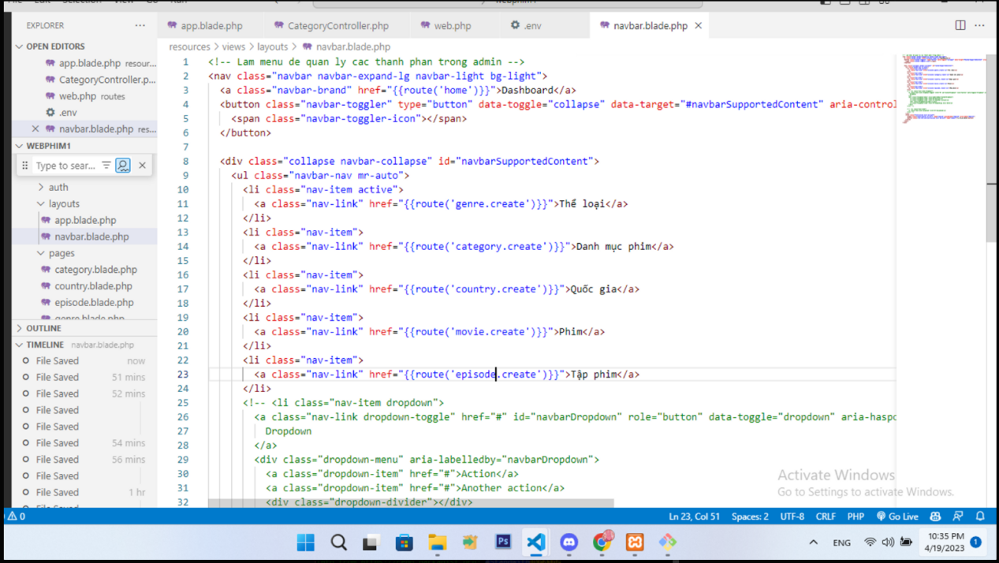 EXPLORER
OPEN EDITORS
app.blade.php resour...
CategoryController.p...
web.php routes
.env
navbar.blade.php res...
WEBPHIM1
Type to sear...
auth
layouts
app.blade.php
navbar.blade.php
pages
category.blade.php
country.blade.php
episode.blade.php
genre.blade.php
OUTLINE
TIMELINE navbar.blade.php
File Saved now
File Saved 51 mins
File Saved 52 mins
File Saved
File Saved
File Saved 54 mins
File Saved 56 mins
File Saved
File Saved 1 hr
app.blade.php CategoryController.php web.php .env navbar.blade.php
resources > views > layouts > navbar.blade.php
1 <!-- Lam menu de quan ly cac thanh phan trong admin -->
2 <nav class="navbar navbar-expand-lg navbar-light bg-light">
3 <a class="navbar-brand" href="{{route('home')}}">Dashboard</a>
4 <button class="navbar-toggler" type="button" data-toggle="collapse" data-target="#navbarSupportedContent" aria-control
5 <span class="navbar-toggler-icon"></span>
6 </button>
7
8 <div class="collapse navbar-collapse" id="navbarSupportedContent">
9 <ul class="navbar-nav mr-auto">
10 <li class="nav-item active">
11 <a class="nav-link" href="{{route('genre.create')}}">Thể loại</a>
12 </li>
13 <li class="nav-item">
14 <a class="nav-link" href="{{route('category.create')}}">Danh mục phim</a>
15 </li>
16 <li class="nav-item">
17 <a class="nav-link" href="{{route('country.create')}}">Quốc gia</a>
18 </li>
19 <li class="nav-item">
20 <a class="nav-link" href="{{route('movie.create')}}">Phim</a>
21 </li>
22 <li class="nav-item">
23 <a class="nav-link" href="{{route('episode.create')}}">Tập phim</a>
24 </li>
25 <!-- <li class="nav-item dropdown">
26 <a class="nav-link dropdown-toggle" href="#" id="navbarDropdown" role="button" data-toggle="dropdown" aria-haspo
27 Dropdown
28 </a>
29 <div class="dropdown-menu" aria-labelledby="navbarDropdown">
30 <a class="dropdown-item" href="#">Action</a>
31 <a class="dropdown-item" href="#">Another action</a>
32 <div class="dropdown-divider"></div>
Activate Windows
Go to Settings to activate Windows.
0
Ln 23, Col 51 Spaces: 2 UTF-8 CRLF PHP Go Live
Ps
ENG
10:35 PM
4/19/2023
1